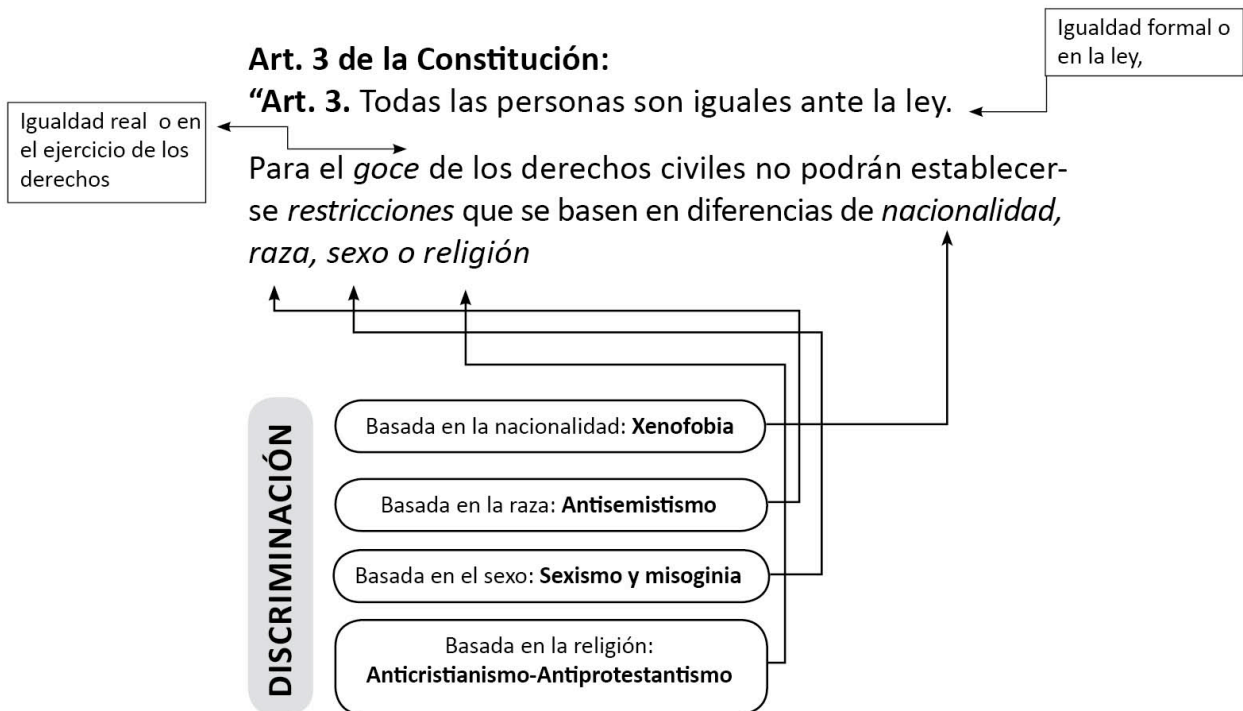 Igualdad formal o
en la ley,
Art. 3 de la Constitución:
“Art. 3. Todas las personas son iguales ante la ley.
Igualdad real o en
el ejercicio de los
derechos
Para el goce de los derechos civiles no podrán establecer-
se restricciones que se basen en diferencias de nacionalidad,
raza, sexo o religión
DISCRIMINACIÓN
Basada en la nacionalidad: Xenofobia
Basada en la raza: Antisemistismo
Basada en el sexo: Sexismo y misoginia
Basada en la religión:
Anticristianismo-Antiprotestantismo